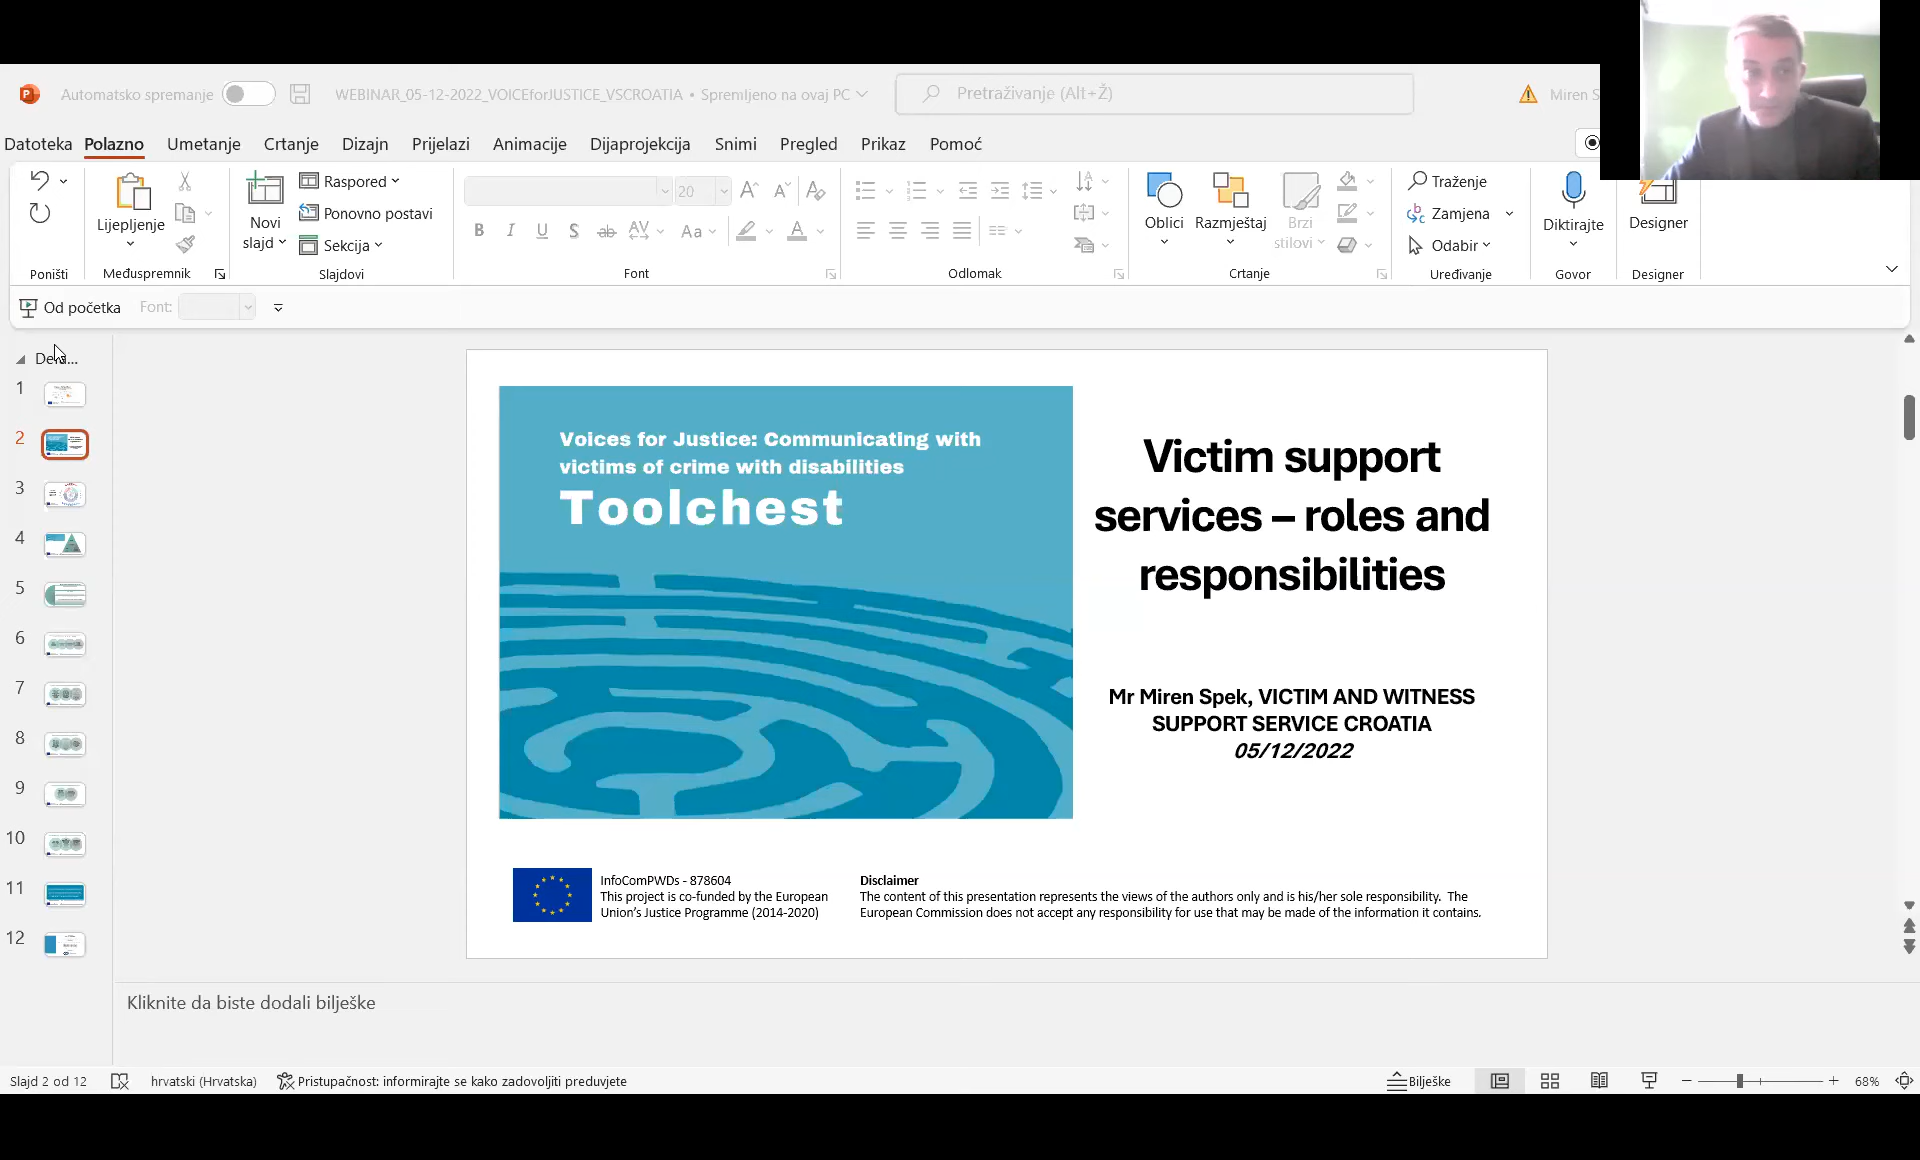 Automatsko spremanje
WEBINAR_05-12-2022_VOICEforJUSTICE_VSCROATIA • Spremljeno na ovaj PC
Pretraživanje (Alt+Ž)
Miren S
Datoteka Polazno Umetanje Crtanje Dizajn Prijelazi Animacije Dijaprojekcija Snimi Pregled Prikaz Pomoć
Lijepljenje
Novi slajd
Raspored
Ponovno postavi
Sekcija
20
Oblici
Razmještaj
Brzi stilovi
Traženje
Zamjena
Odabir
Diktirajte
Designer
Poništi
Međuspremnik
Slajdovi
Font
Odlomak
Crtanje
Uređivanje
Govor
Designer
Od početka
Font:
1
2
3
4
5
6
7
8
9
10
11
12
Voices for Justice: Communicating with
victims of crime with disabilities
Toolchest
Victim support
services – roles and
responsibilities
Mr Miren Spek, VICTIM AND WITNESS
SUPPORT SERVICE CROATIA
05/12/2022
InfoComPWDs - 878604
This project is co-funded by the European
Union’s Justice Programme (2014-2020)
Disclaimer
The content of this presentation represents the views of the authors only and is his/her sole responsibility. The
European Commission does not accept any responsibility for use that may be made of the information it contains.
Kliknite da biste dodali bilješke
Slajd 2 od 12
hrvatski (Hrvatska)
Pristupačnost: informirajte se kako zadovoljiti preduvjete
Bilješke
68%